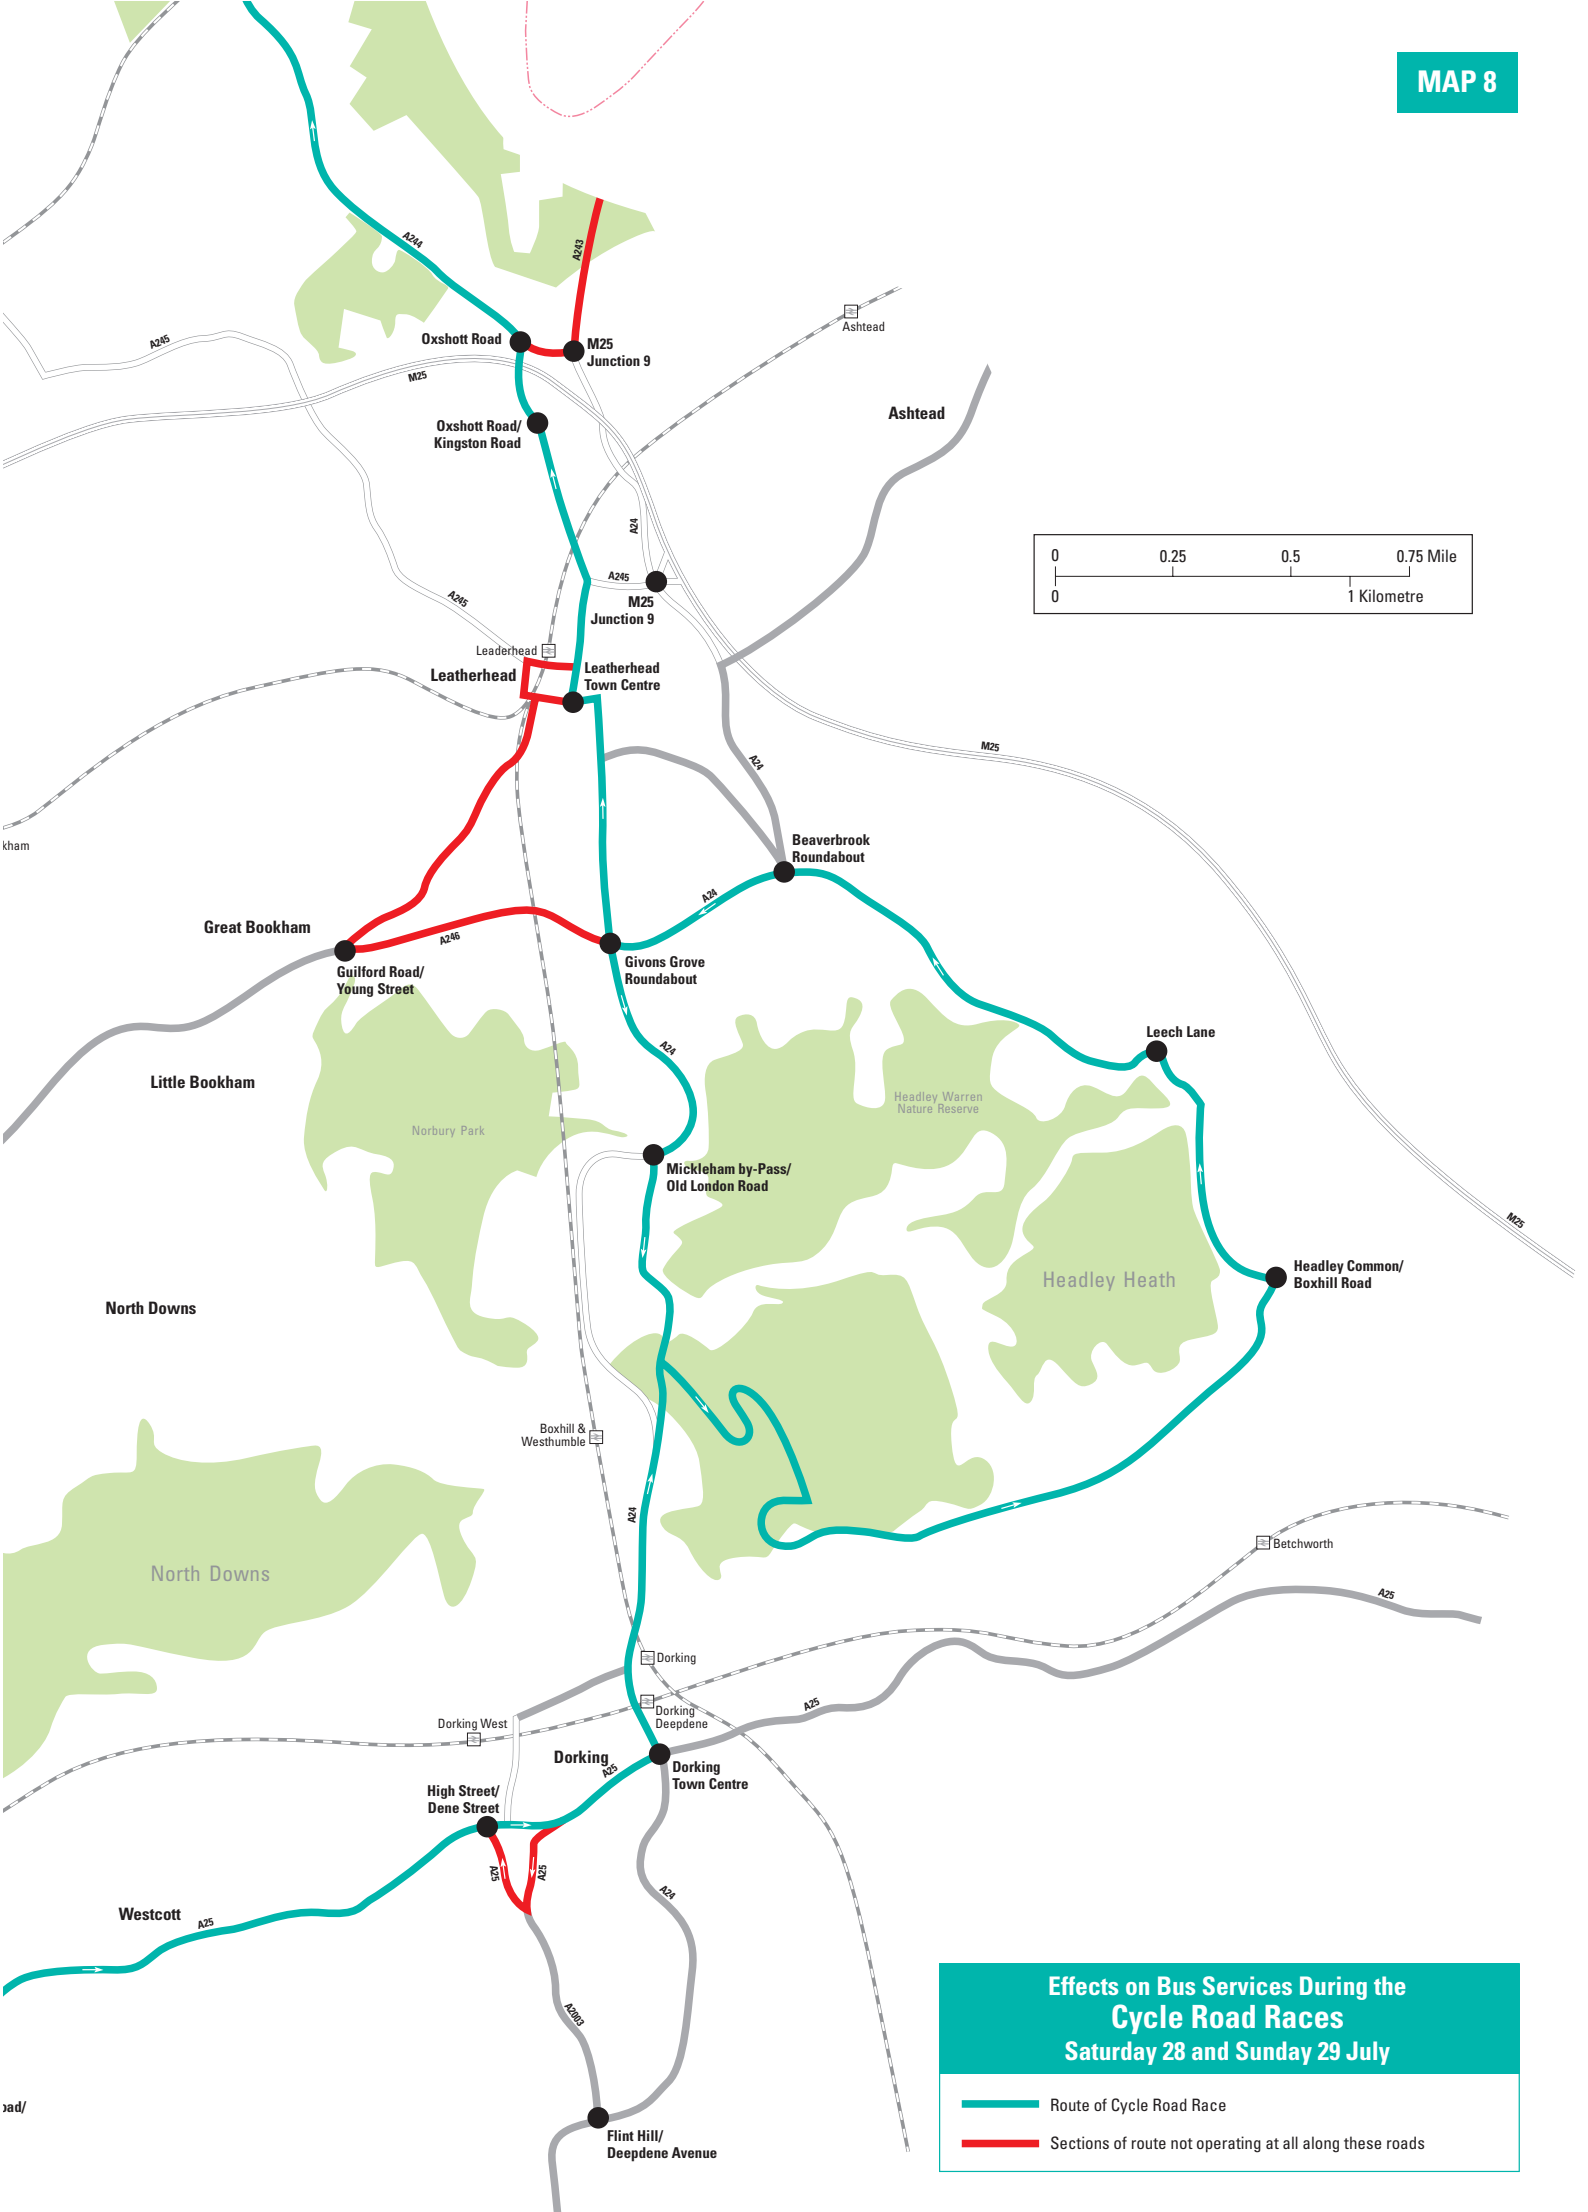 MAP 8
A244
A243
Oxshott Road
M25
Junction 9
Ashtead
A245
M25
Oxshott Road/
Kingston Road
Ashtead
A24
0
0.25
0.5
0.75 Mile
0
1 Kilometre
A245
A245
M25
Junction 9
Leaderhead
Leatherhead
Leatherhead
Town Centre
M25
A24
kham
Beaverbrook
Roundabout
A24
Great Bookham
A246
Guilford Road/
Young Street
Givons Grove
Roundabout
Leech Lane
A24
Little Bookham
Headley Warren
Nature Reserve
Norbury Park
Mickleham by-Pass/
Old London Road
M25
Headley Heath
Headley Common/
Boxhill Road
North Downs
Boxhill &
Westhumble
A24
Betchworth
North Downs
A25
Dorking
Dorking
Deepdene
A25
Dorking West
Dorking
A25
Dorking
Town Centre
High Street/
Dene Street
A25
A25
A24
Westcott
A25
A2003
oad/
Flint Hill/
Deepdene Avenue
Effects on Bus Services During the
Cycle Road Races
Saturday 28 and Sunday 29 July
Route of Cycle Road Race
Sections of route not operating at all along these roads